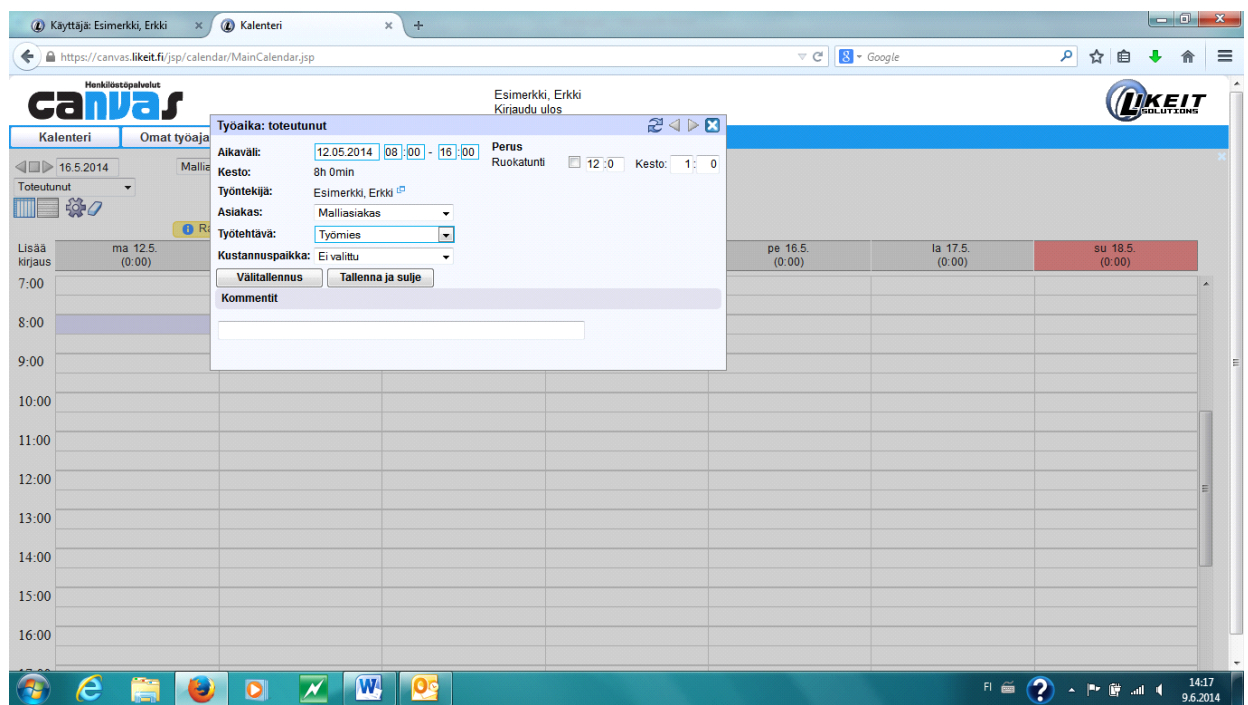 Käyttäjä: Esimerkki, Erkki × Kalenteri × +
https://canvas.likeit.fi/jsp/calendar/MainCalendar.jsp 8 Google
Henkilöstöpalvelut
canvas
Esimerkki, Erkki
Kirjaudu ulos
LIKEIT
SOLUTIONS
Kalenteri Omat työaja
16.5.2014 Mallia
Toteutunut
Ra
Työaika: toteutunut
Aikaväli: 12.05.2014 08 :00 - 16 :00
Kesto: 8h 0min
Työntekijä: Esimerkki, Erkki
Asiakas: Malliasiakas
Työtehtävä: Työmies
Kustannuspaikka: Ei valittu
Välitallennus Tallenna ja sulje
Kommentit
Perus
Ruokatunti 12 :0 Kesto: 1: 0
Lisää kirjaus
ma 12.5.
(0:00)
pe 16.5.
(0:00)
la 17.5.
(0:00)
su 18.5.
(0:00)
7:00
8:00
9:00
10:00
11:00
12:00
13:00
14:00
15:00
16:00
FI
14:17
9.6.2014